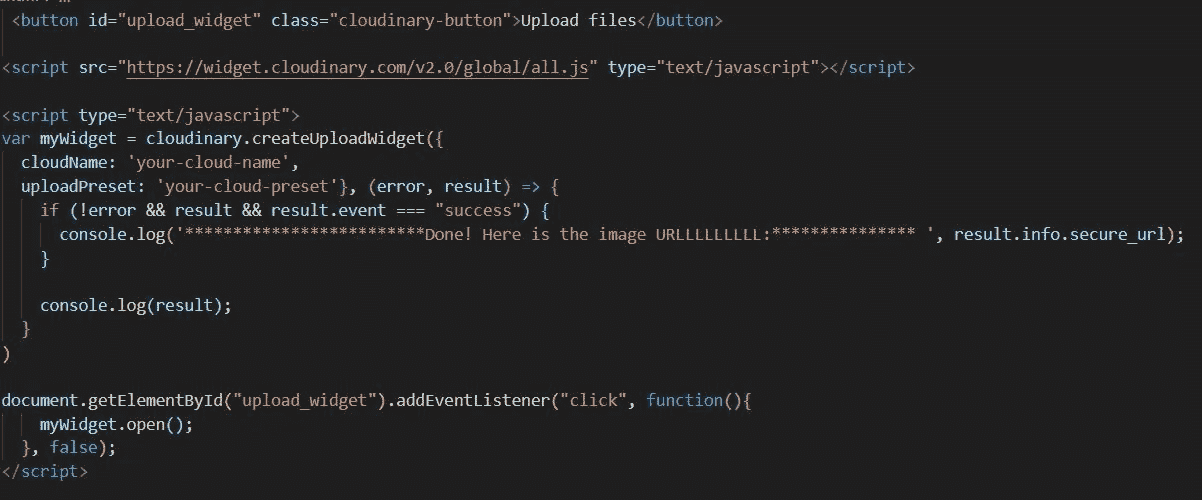 <button id="upload_widget" class="cloudinary-button">Upload files</button>
<script src="https://widget.cloudinary.com/v2.0/global/all.js" type="text/javascript"></script>
<script type="text/javascript">
var myWidget = cloudinary.createUploadWidget({
cloudName: 'your-cloud-name',
uploadPreset: 'your-cloud-preset'}, (error, result) => {
if (!error && result && result.event === "success") {
console.log('*************************Done! Here is the image URLLLLLLLLL:*************** ', result.info.secure_url);
}
console.log(result);
}
)
document.getElementById("upload_widget").addEventListener("click", function(){
myWidget.open();
}, false);
</script>